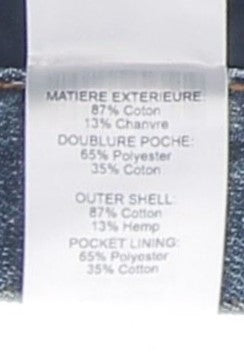 MATIERE EXTERIEURE:
87% Coton
13% Chanvre
DOUBLURE POCHE:
65% Polyester
35% Coton
OUTER SHELL:
87% Cotton
13% Hemp
POCKET LINING:
65% Polyester
35% Cotton